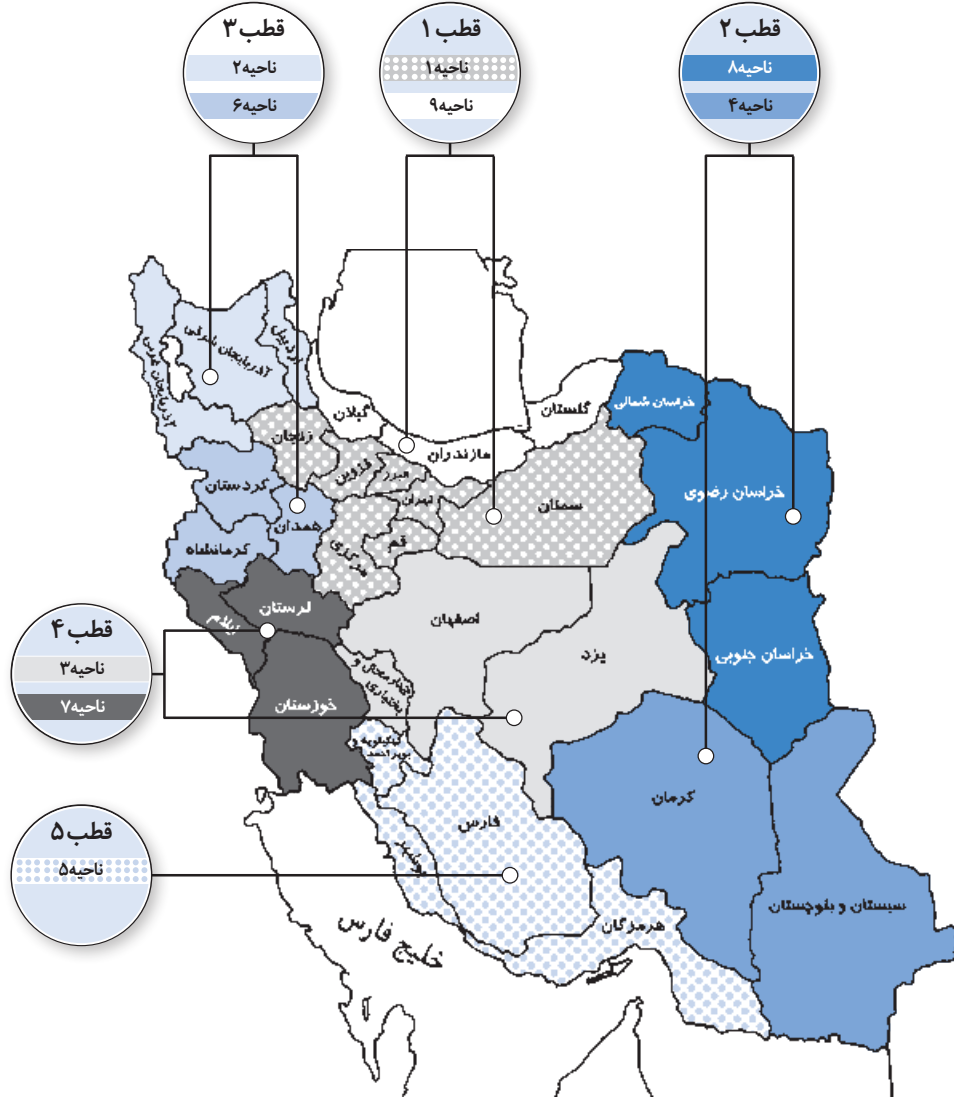 قطب ۳
ناحیه۲
ناحیه۶
قطب ۱
ناحیه۱
ناحیه۹
قطب ۲
ناحیه۸
ناحیه۴
آذربایجان غربی
آذربایجان شرقی
اردبیل
گیلان
گلستان
خراسان شمالی
زنجان
مازندران
قزوین
البرز
کردستان
تهران
سمنان
خراسان رضوی
همدان
قم
مرکزی
کرمانشاه
لرستان
ایلام
اصفهان
یزد
خراسان جنوبی
قطب ۴
ناحیه۳
ناحیه۷
چهارمحال و
بختیاری
خوزستان
کهگیلویه و
بویراحمد
کرمان
فارس
بوشهر
قطب ۵
ناحیه۵
سیستان و بلوچستان
هرمزگان
خلیج فارس